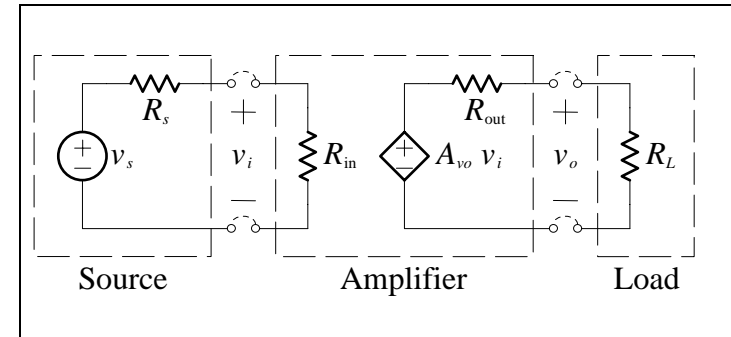 R_s R_out
+ +
+ − v_s v_i R_in + − A_vo v_i v_o R_L
− −
Source Amplifier Load